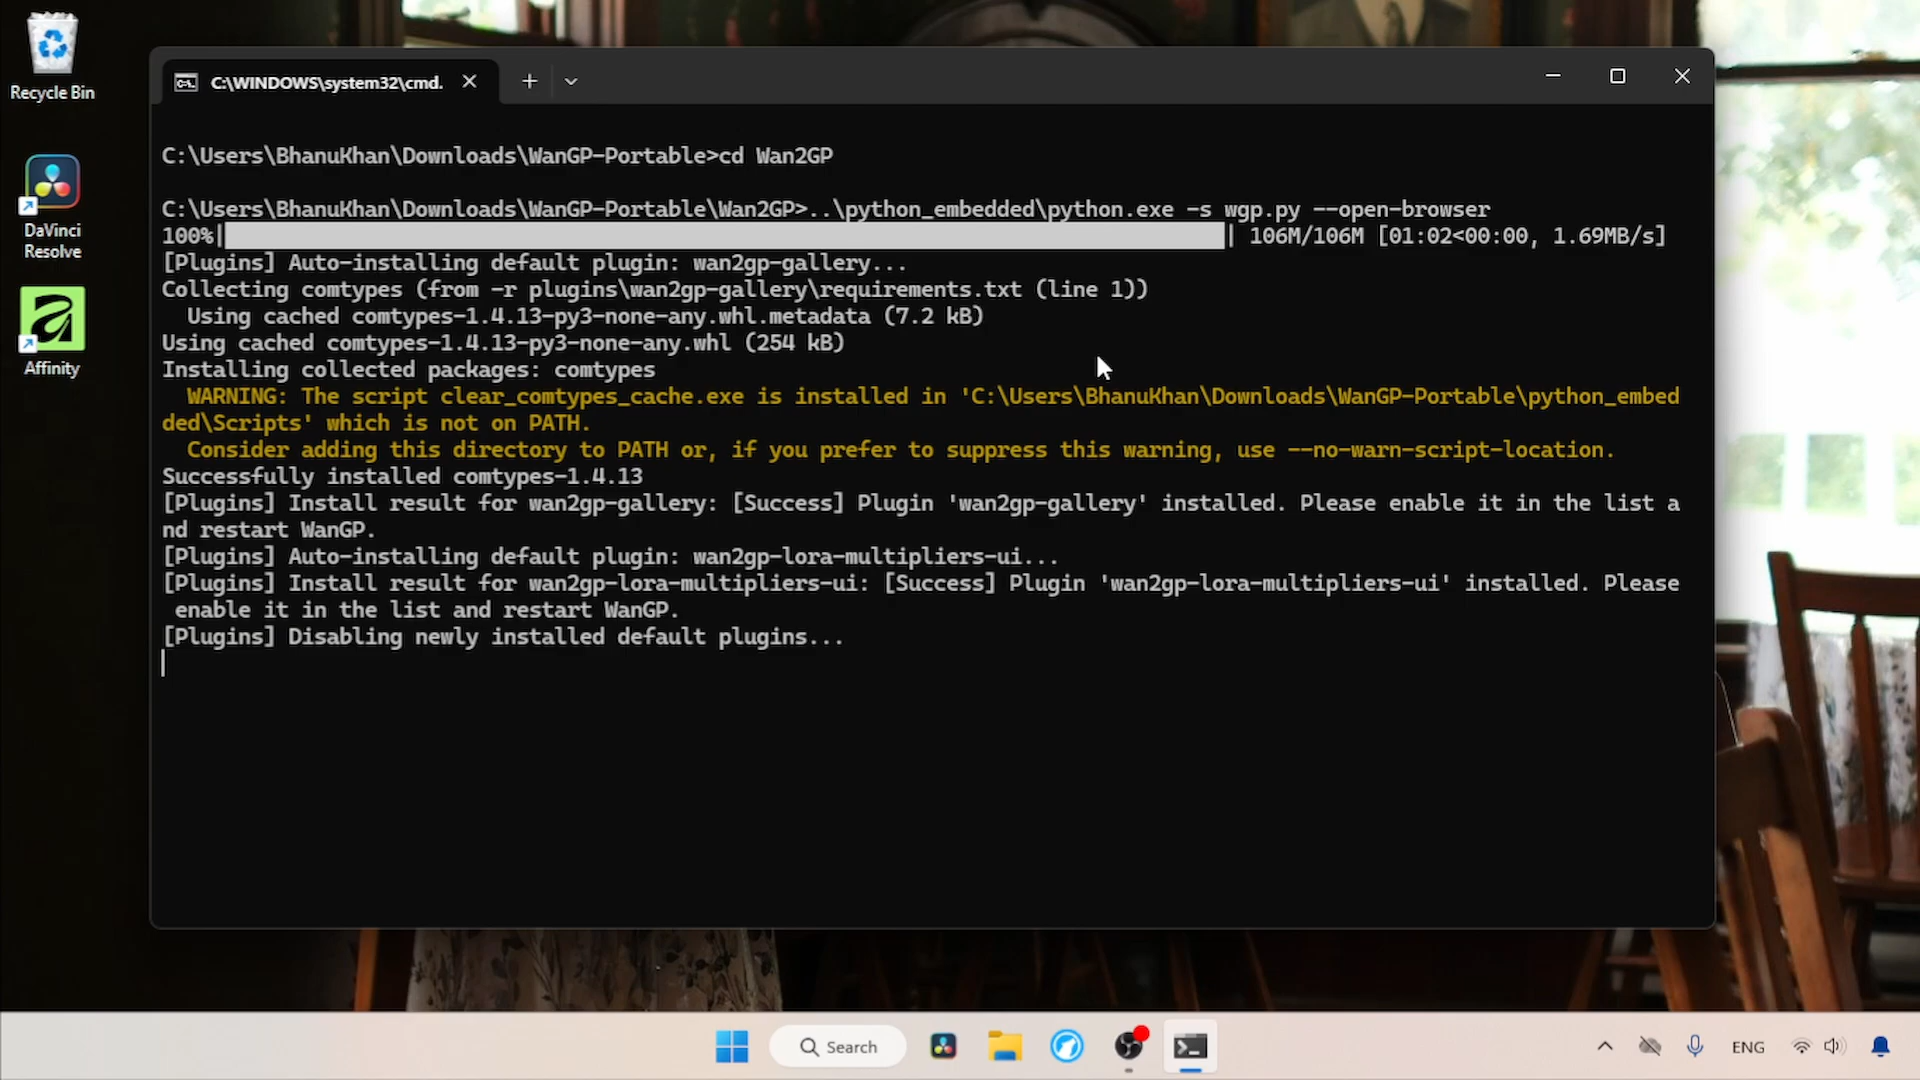 Recycle Bin
DaVinci
Resolve
Affinity
C:\WINDOWS\system32\cmd.
C:\Users\BhanuKhan\Downloads\WanGP-Portable>cd Wan2GP
C:\Users\BhanuKhan\Downloads\WanGP-Portable\Wan2GP>..\python_embedded\python.exe -s wgp.py --open-browser
100%| | 106M/106M [01:02<00:00, 1.69MB/s]
[Plugins] Auto-installing default plugin: wan2gp-gallery...
Collecting comtypes (from -r plugins\wan2gp-gallery\requirements.txt (line 1))
Using cached comtypes-1.4.13-py3-none-any.whl.metadata (7.2 kB)
Using cached comtypes-1.4.13-py3-none-any.whl (254 kB)
Installing collected packages: comtypes
WARNING: The script clear_comtypes_cache.exe is installed in 'C:\Users\BhanuKhan\Downloads\WanGP-Portable\python_embed
ded\Scripts' which is not on PATH.
Consider adding this directory to PATH or, if you prefer to suppress this warning, use --no-warn-script-location.
Successfully installed comtypes-1.4.13
[Plugins] Install result for wan2gp-gallery: [Success] Plugin 'wan2gp-gallery' installed. Please enable it in the list a
nd restart WanGP.
[Plugins] Auto-installing default plugin: wan2gp-lora-multipliers-ui...
[Plugins] Install result for wan2gp-lora-multipliers-ui: [Success] Plugin 'wan2gp-lora-multipliers-ui' installed. Please
enable it in the list and restart WanGP.
[Plugins] Disabling newly installed default plugins...
Search
ENG